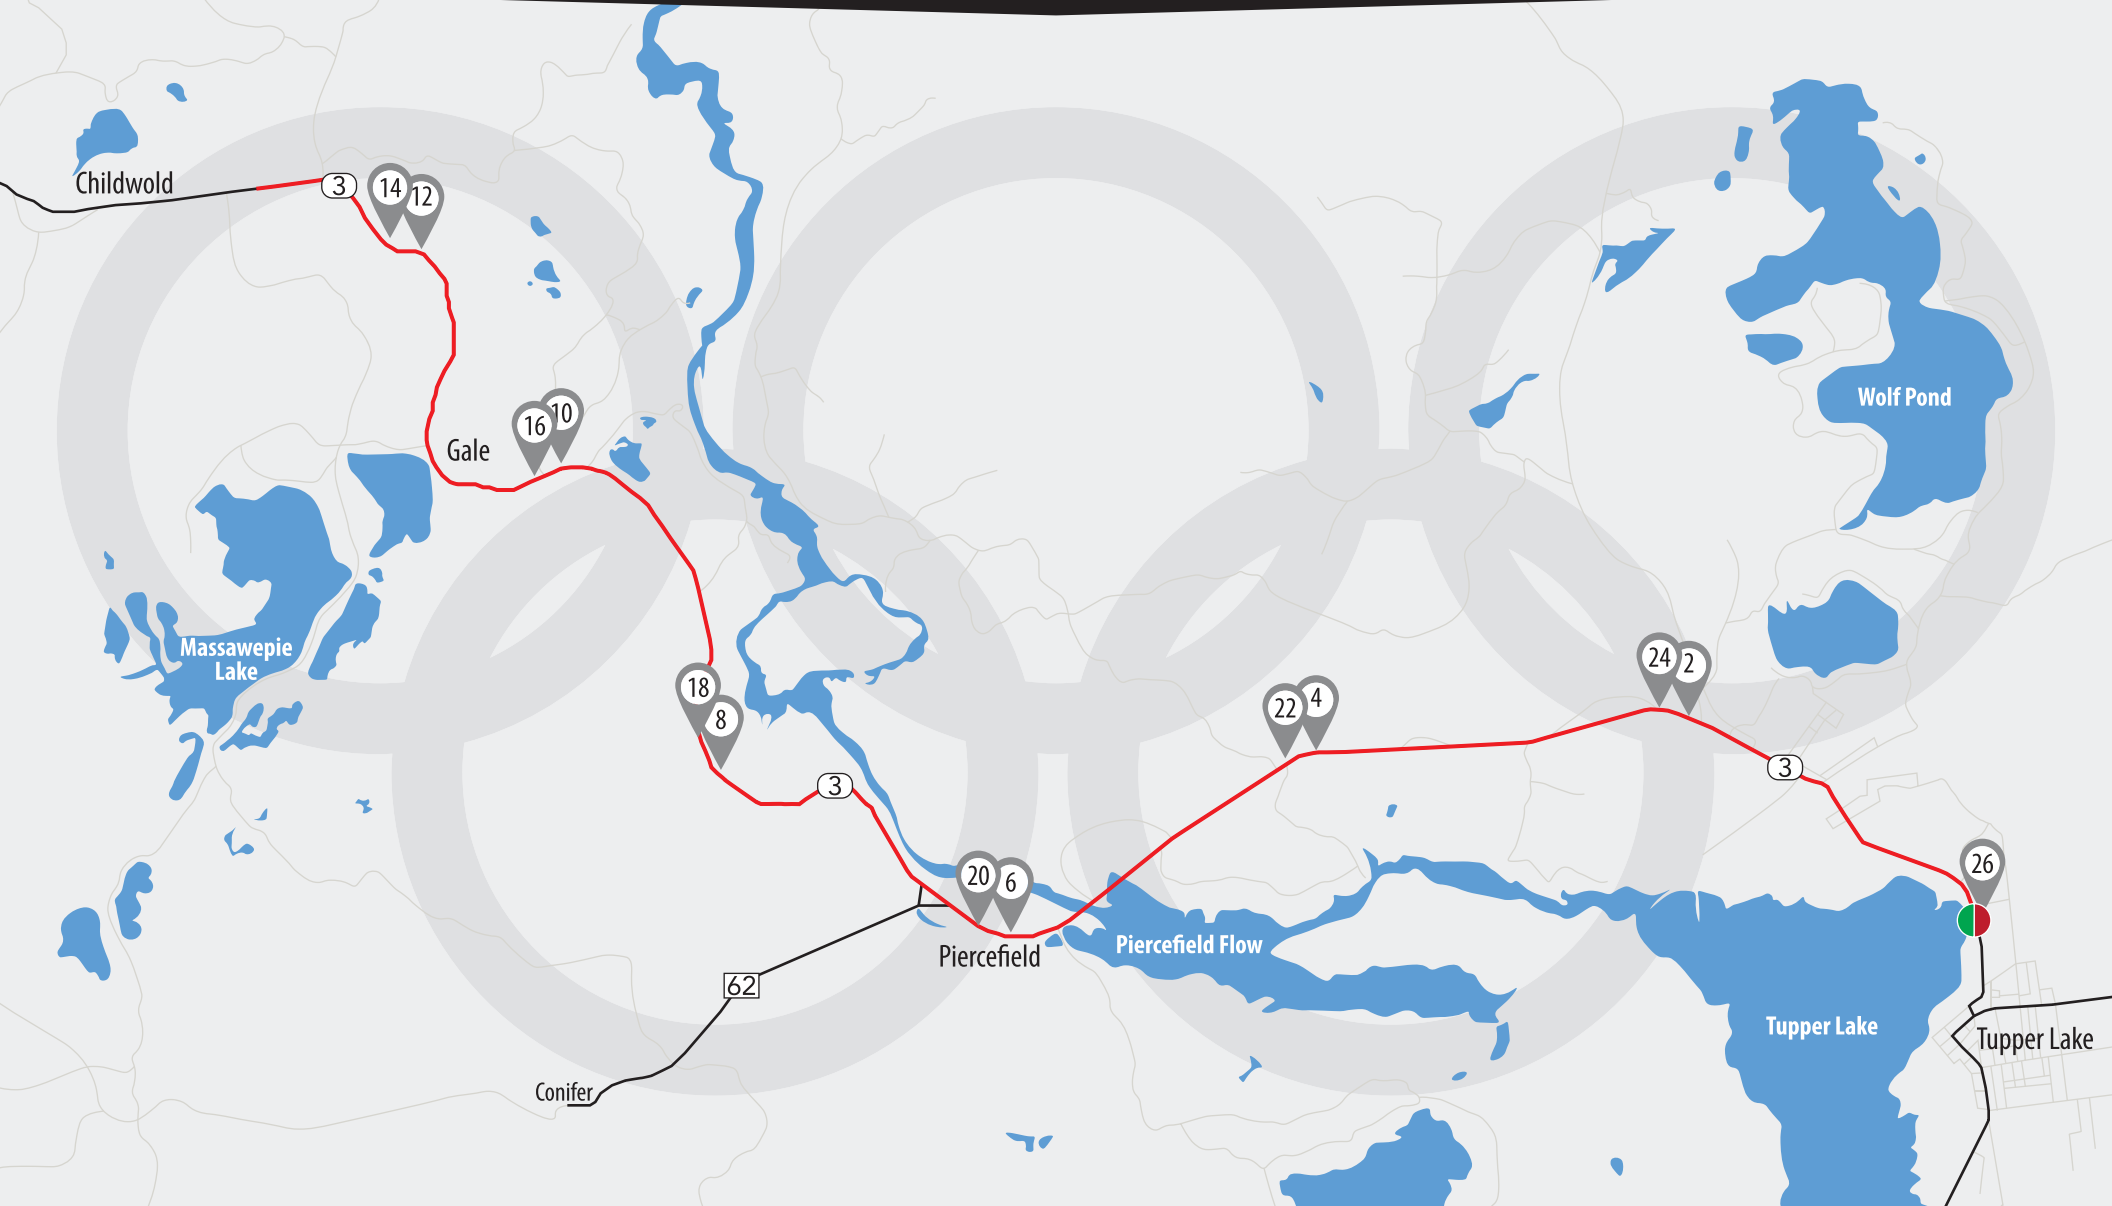 Childwold
3
14
12
Wolf Pond
10
16
Gale
Massawepie
Lake
24
2
18
4
22
8
3
3
26
20
6
Piercefield Flow
Piercefield
62
Tupper Lake
Tupper Lake
Conifer